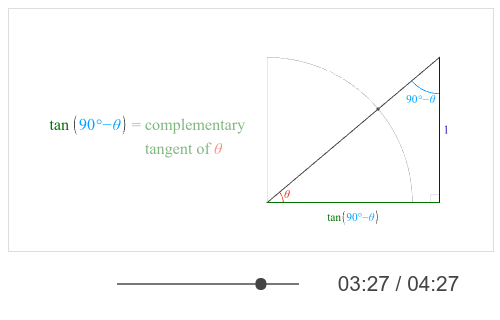 tan (90°−θ) = complementary
tangent of θ
90°−θ
1
θ
tan(90°−θ)
03:27 / 04:27